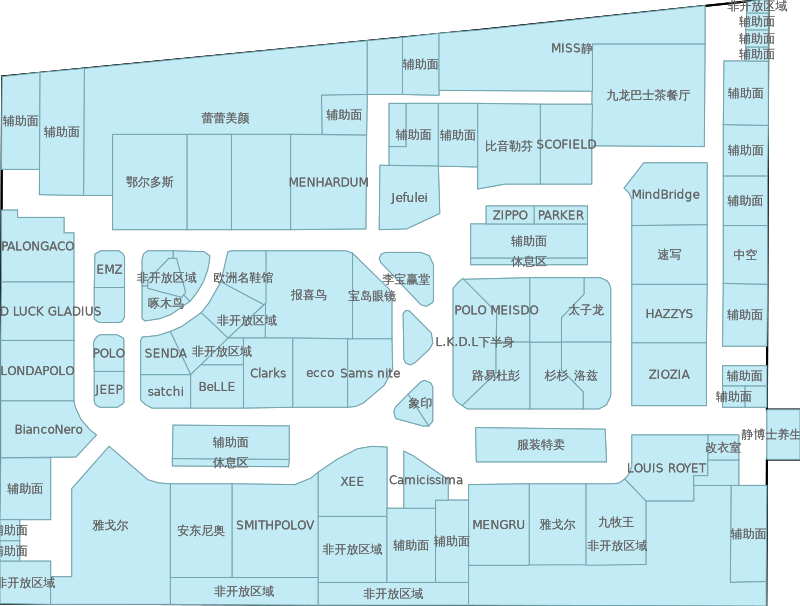 非开放区域
辅助面
辅助面
辅助面
MISS静
辅助面
九龙巴士茶餐厅
辅助面
辅助面
辅助面
蕾蕾美颜
辅助面
辅助面
辅助面
比音勒芬
SCOFIELD
辅助面
鄂尔多斯
MENHARDUM
Jefulei
MindBridge
辅助面
ZIPPO
PARKER
辅助面
休息区
PALONGACO
速写
中空
EMZ
非开放区域
欧洲名鞋馆
李宝赢堂
报喜鸟
宝岛眼镜
啄木鸟
D LUCK GLADIUS
非开放区域
POLO MEISDO
太子龙
HAZZYS
辅助面
L.K.D.L下半身
POLO
SENDA
非开放区域
LONDAPOLO
Clarks
ecco
Sams nite
路易杜彭
杉杉
洛兹
ZIOZIA
辅助面
JEEP
satchi
BeLLE
象印
辅助面
BiancoNero
辅助面
休息区
服装特卖
静博士养生
改衣室
LOUIS ROYET
XEE
Camicissima
辅助面
雅戈尔
安东尼奥
SMITHPOLOV
MENGRU
雅戈尔
九牧王
辅助面
辅助面
非开放区域
辅助面
辅助面
非开放区域
辅助面
非开放区域
非开放区域
非开放区域